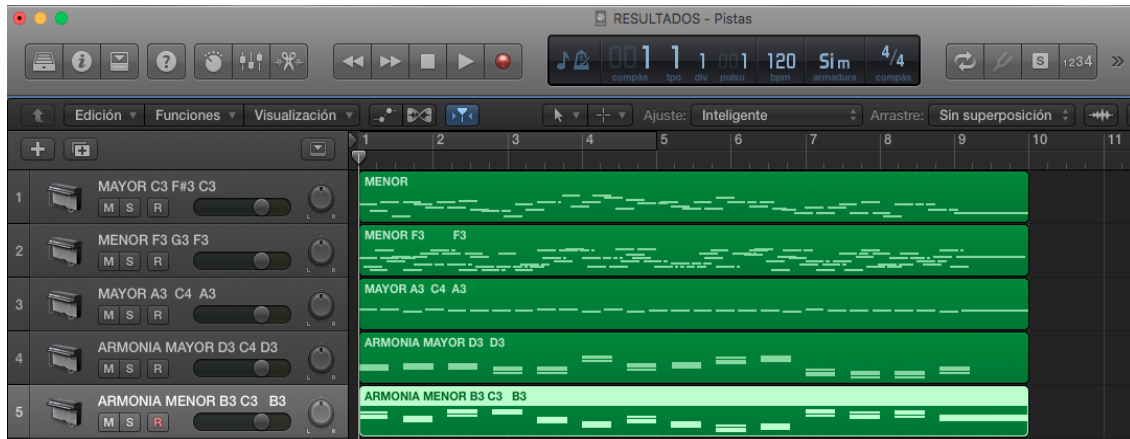 RESULTADOS - Pistas
001 1 1 001 120 Sim 4/4
compás tpo div pulso bpm armadura compás
S 1234
Edición Funciones Visualización Ajuste: Inteligente Arrastre: Sin superposición
1 2 3 4 5 6 7 8 9 10 11
1 MAYOR C3 F#3 C3
M S R
MENOR
2 MENOR F3 G3 F3
M S R
MENOR F3 F3
3 MAYOR A3 C4 A3
M S R
MAYOR A3 C4 A3
4 ARMONIA MAYOR D3 C4 D3
M S R
ARMONIA MAYOR D3 D3
5 ARMONIA MENOR B3 C3 B3
M S R
ARMONIA MENOR B3 C3 B3